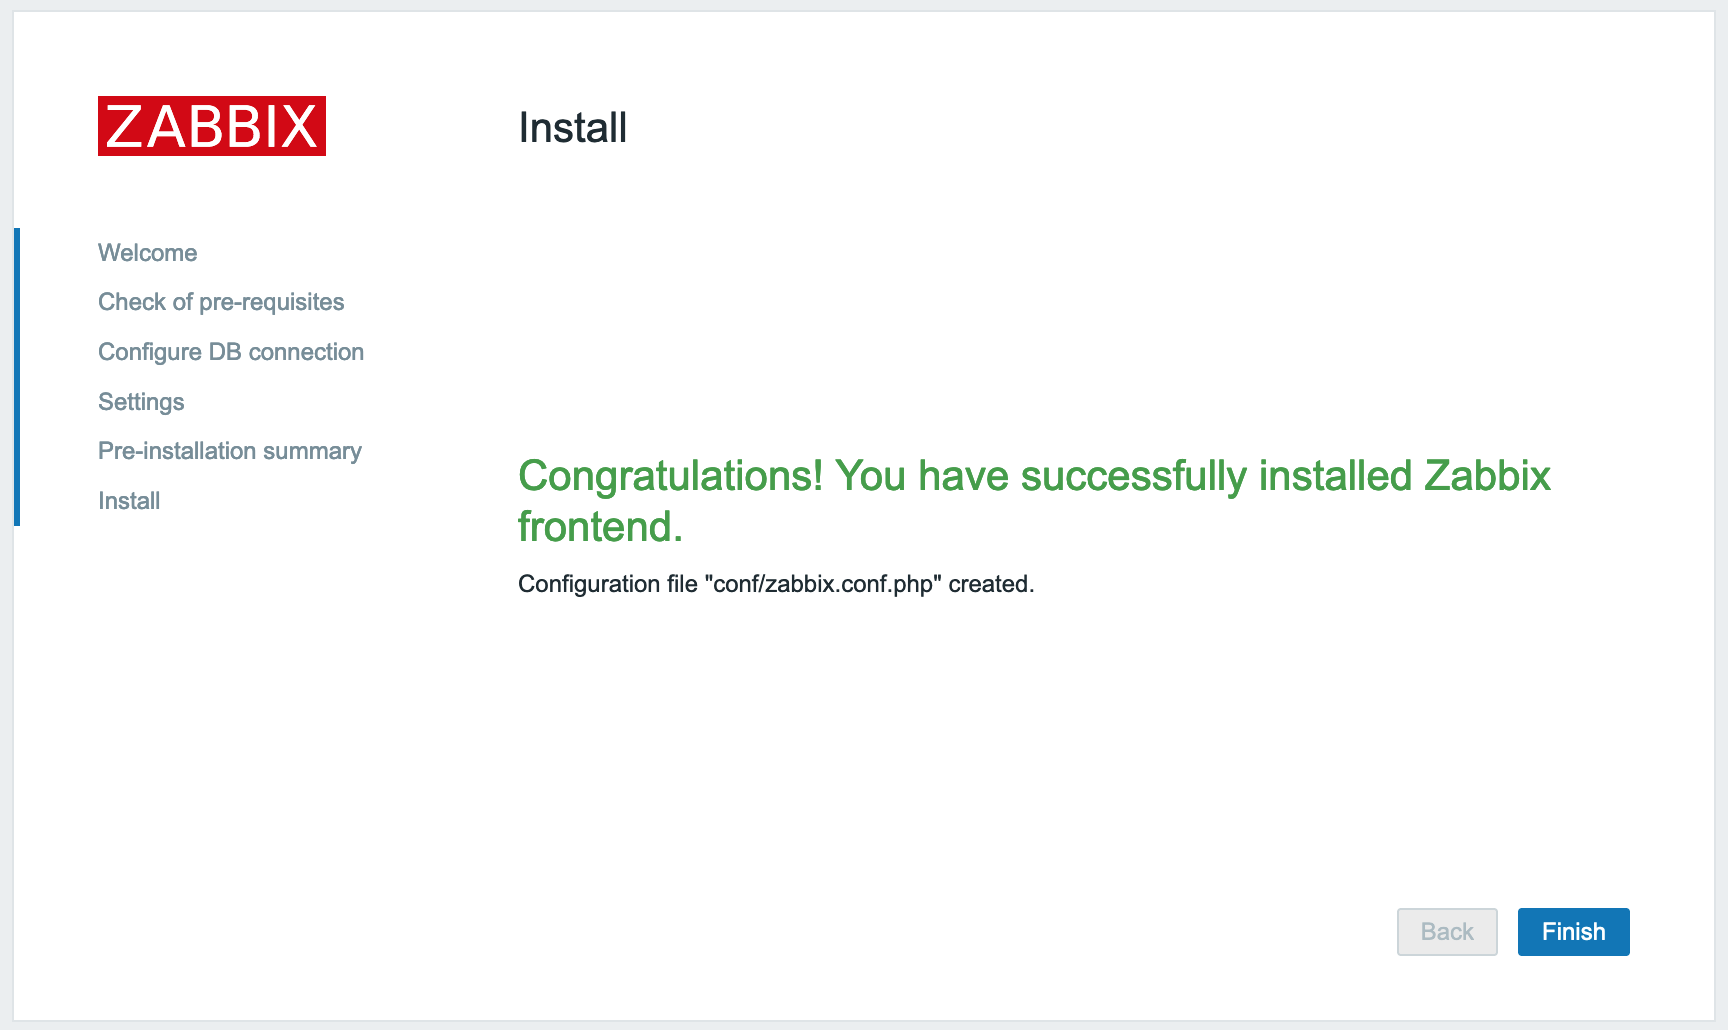 ZABBIX
Install
Welcome
Check of pre-requisites
Configure DB connection
Settings
Pre-installation summary
Install
Congratulations! You have successfully installed Zabbix
frontend.
Configuration file "conf/zabbix.conf.php" created.
Back
Finish